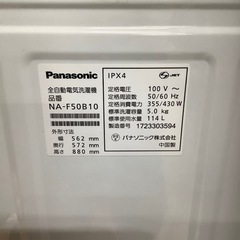 Panasonic
全自動電気洗濯機
品番
NA-F50B10
外形寸法
幅 562 mm
奥行 572 mm
高さ 880 mm
IPX4
JET
定格電圧 100 V~
定格周波数 50/60 Hz
定格消費電力 355/430 W
標準洗濯容量 5.0 kg
標準使用水量 114 L
製造番号 1723303594
パナソニック株式会社
中国製